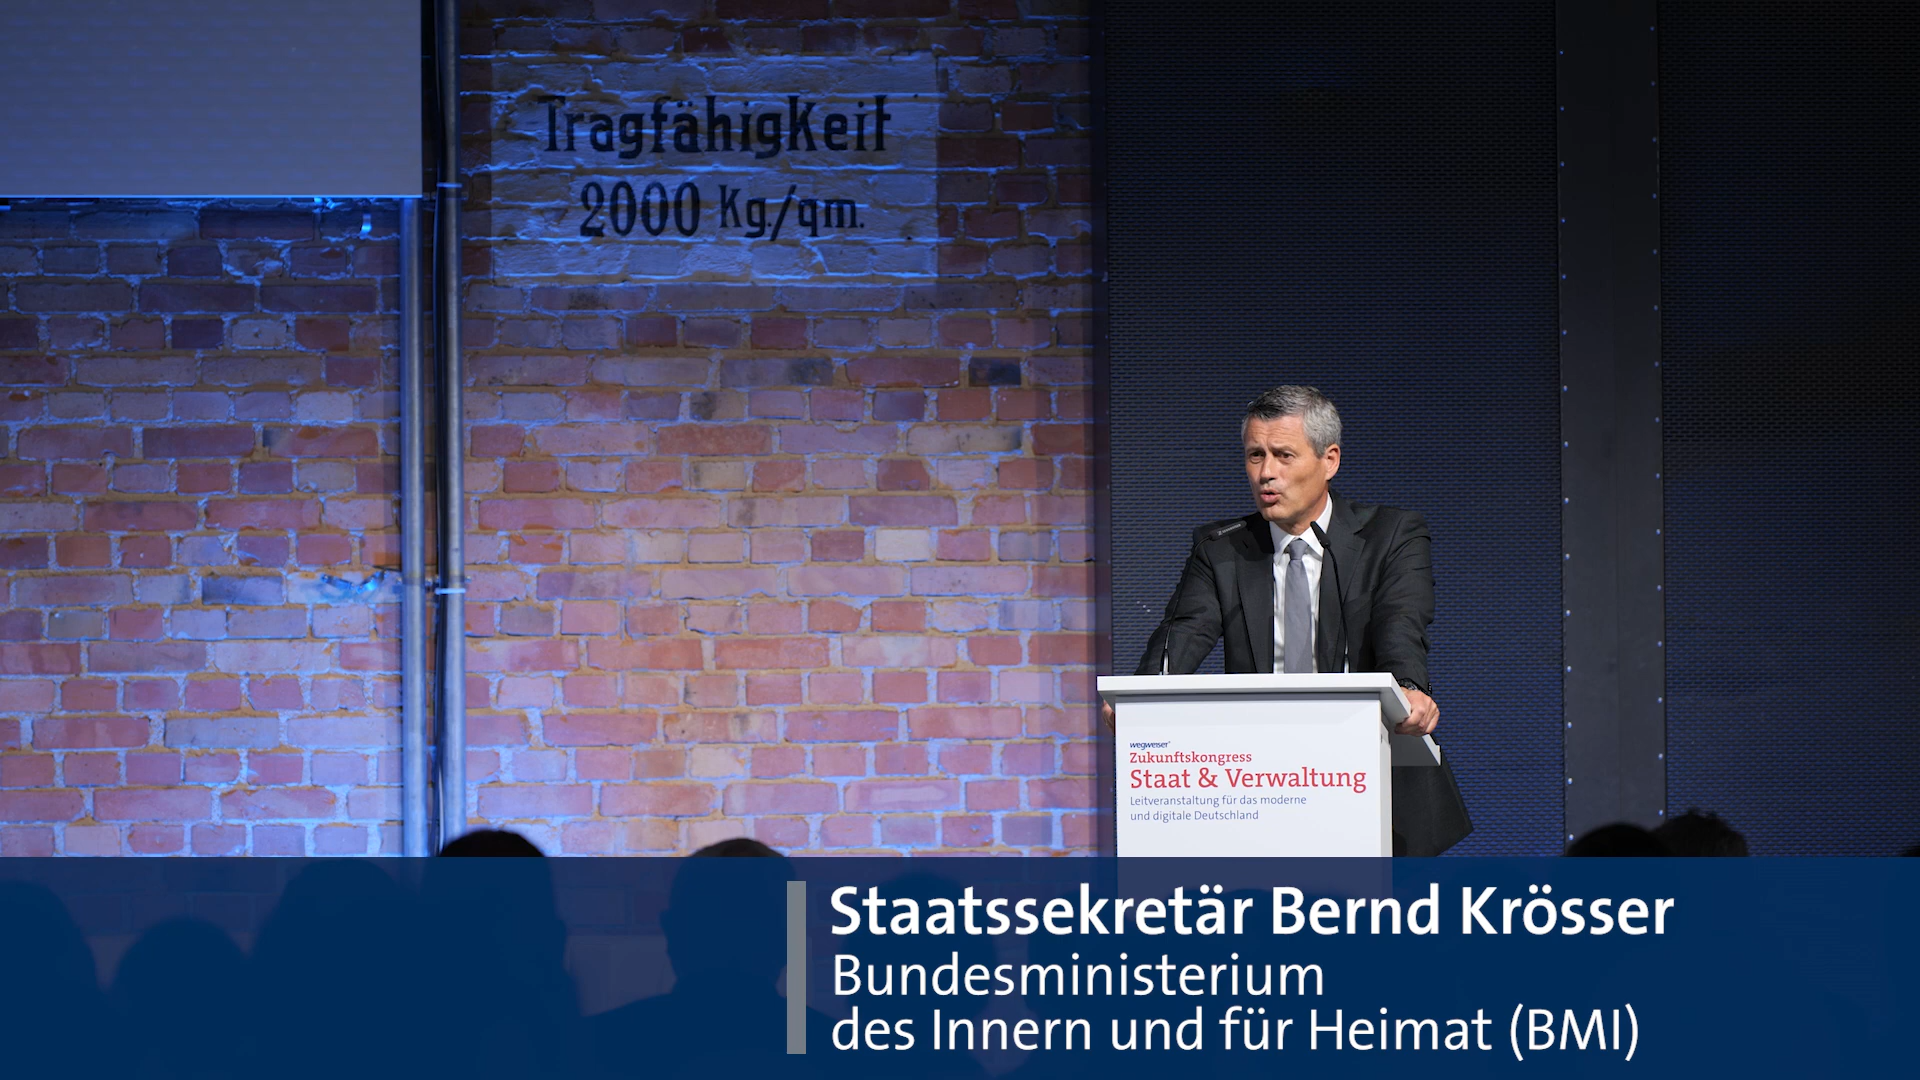 Tragfähigkeit
2000 Kg./qm.
wegweiser
Zukunftskongress
Staat & Verwaltung
Leitveranstaltung für das moderne
und digitale Deutschland
Staatssekretär Bernd Krösser
Bundesministerium
des Innern und für Heimat (BMI)